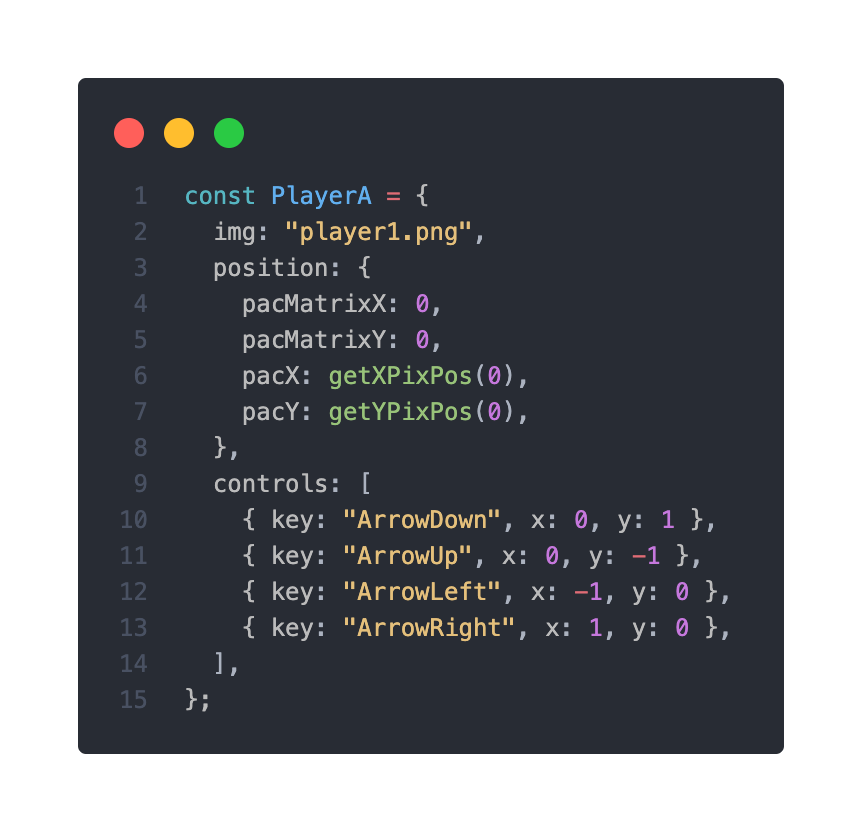 1 const PlayerA = {
2   img: "player1.png",
3   position: {
4     pacMatrixX: 0,
5     pacMatrixY: 0,
6     pacX: getXPixPos(0),
7     pacY: getYPixPos(0),
8   },
9   controls: [
10     { key: "ArrowDown", x: 0, y: 1 },
11     { key: "ArrowUp", x: 0, y: -1 },
12     { key: "ArrowLeft", x: -1, y: 0 },
13     { key: "ArrowRight", x: 1, y: 0 },
14   ],
15 };